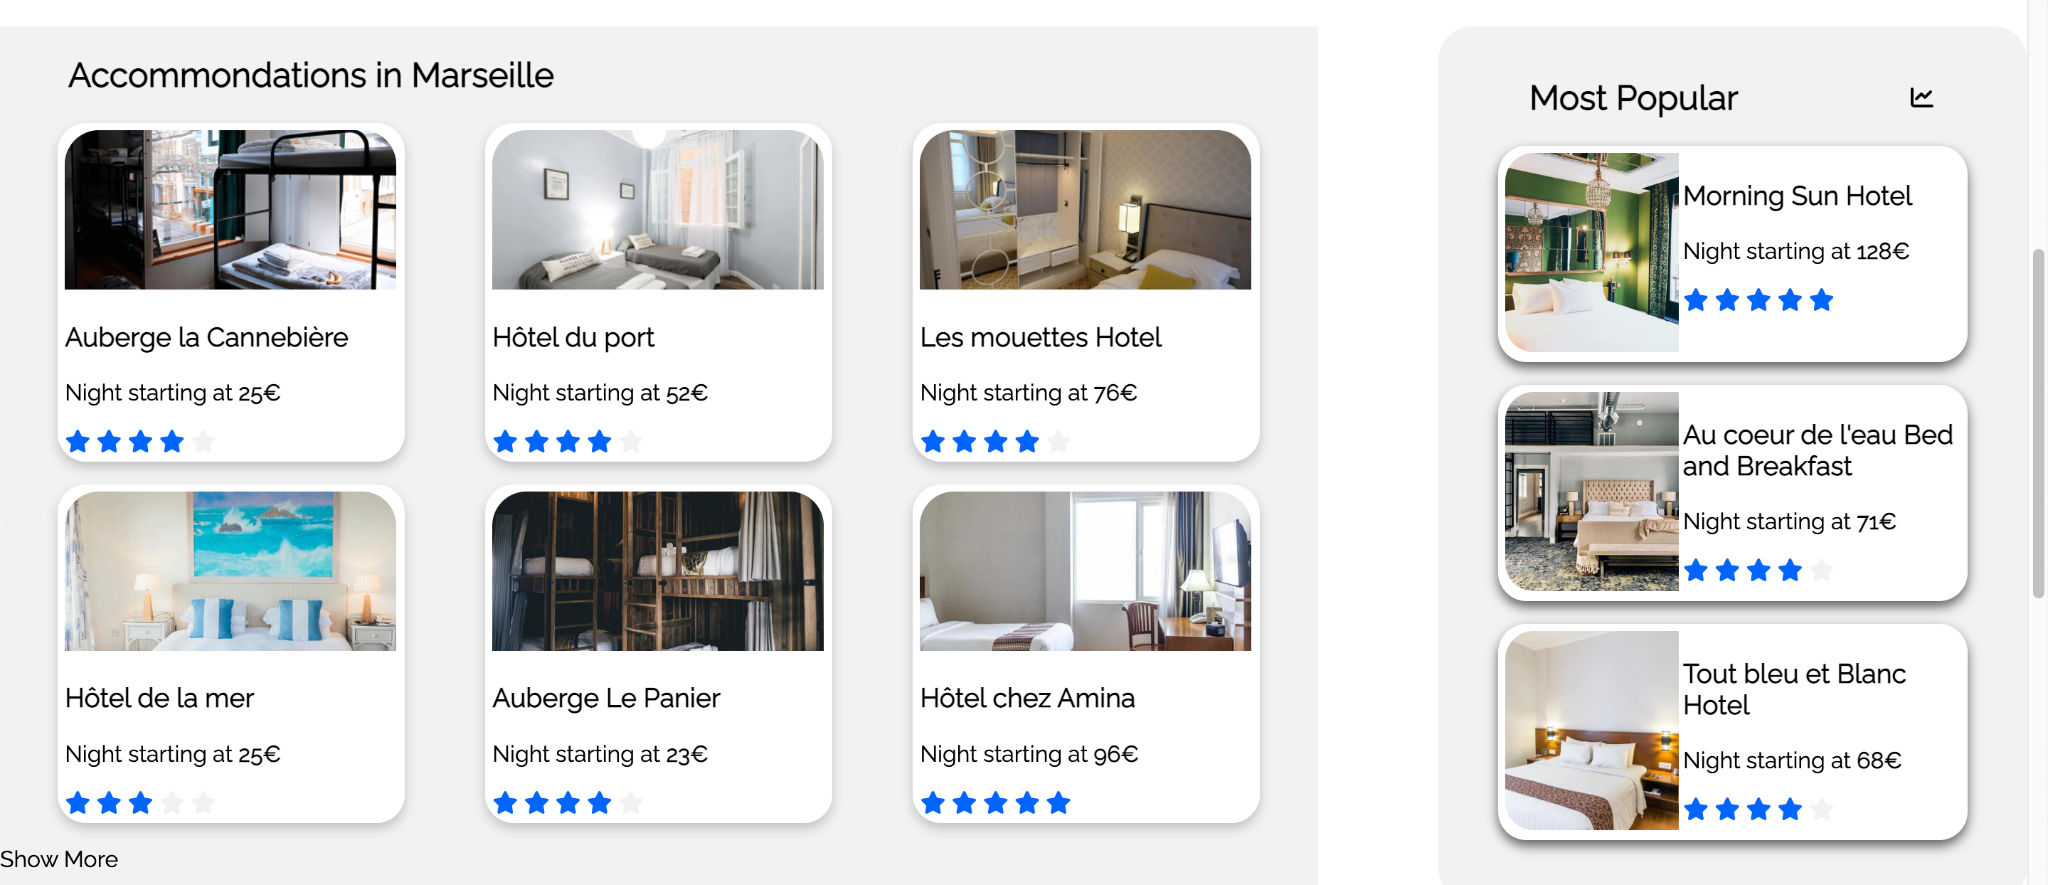 Accommondations in Marseille
Auberge la Cannebière
Night starting at 25€
Hôtel du port
Night starting at 52€
Les mouettes Hotel
Night starting at 76€
Hôtel de la mer
Night starting at 25€
Auberge Le Panier
Night starting at 23€
Hôtel chez Amina
Night starting at 96€
Show More
Most Popular
Morning Sun Hotel
Night starting at 128€
Au coeur de l'eau Bed
and Breakfast
Night starting at 71€
Tout bleu et Blanc
Hotel
Night starting at 68€